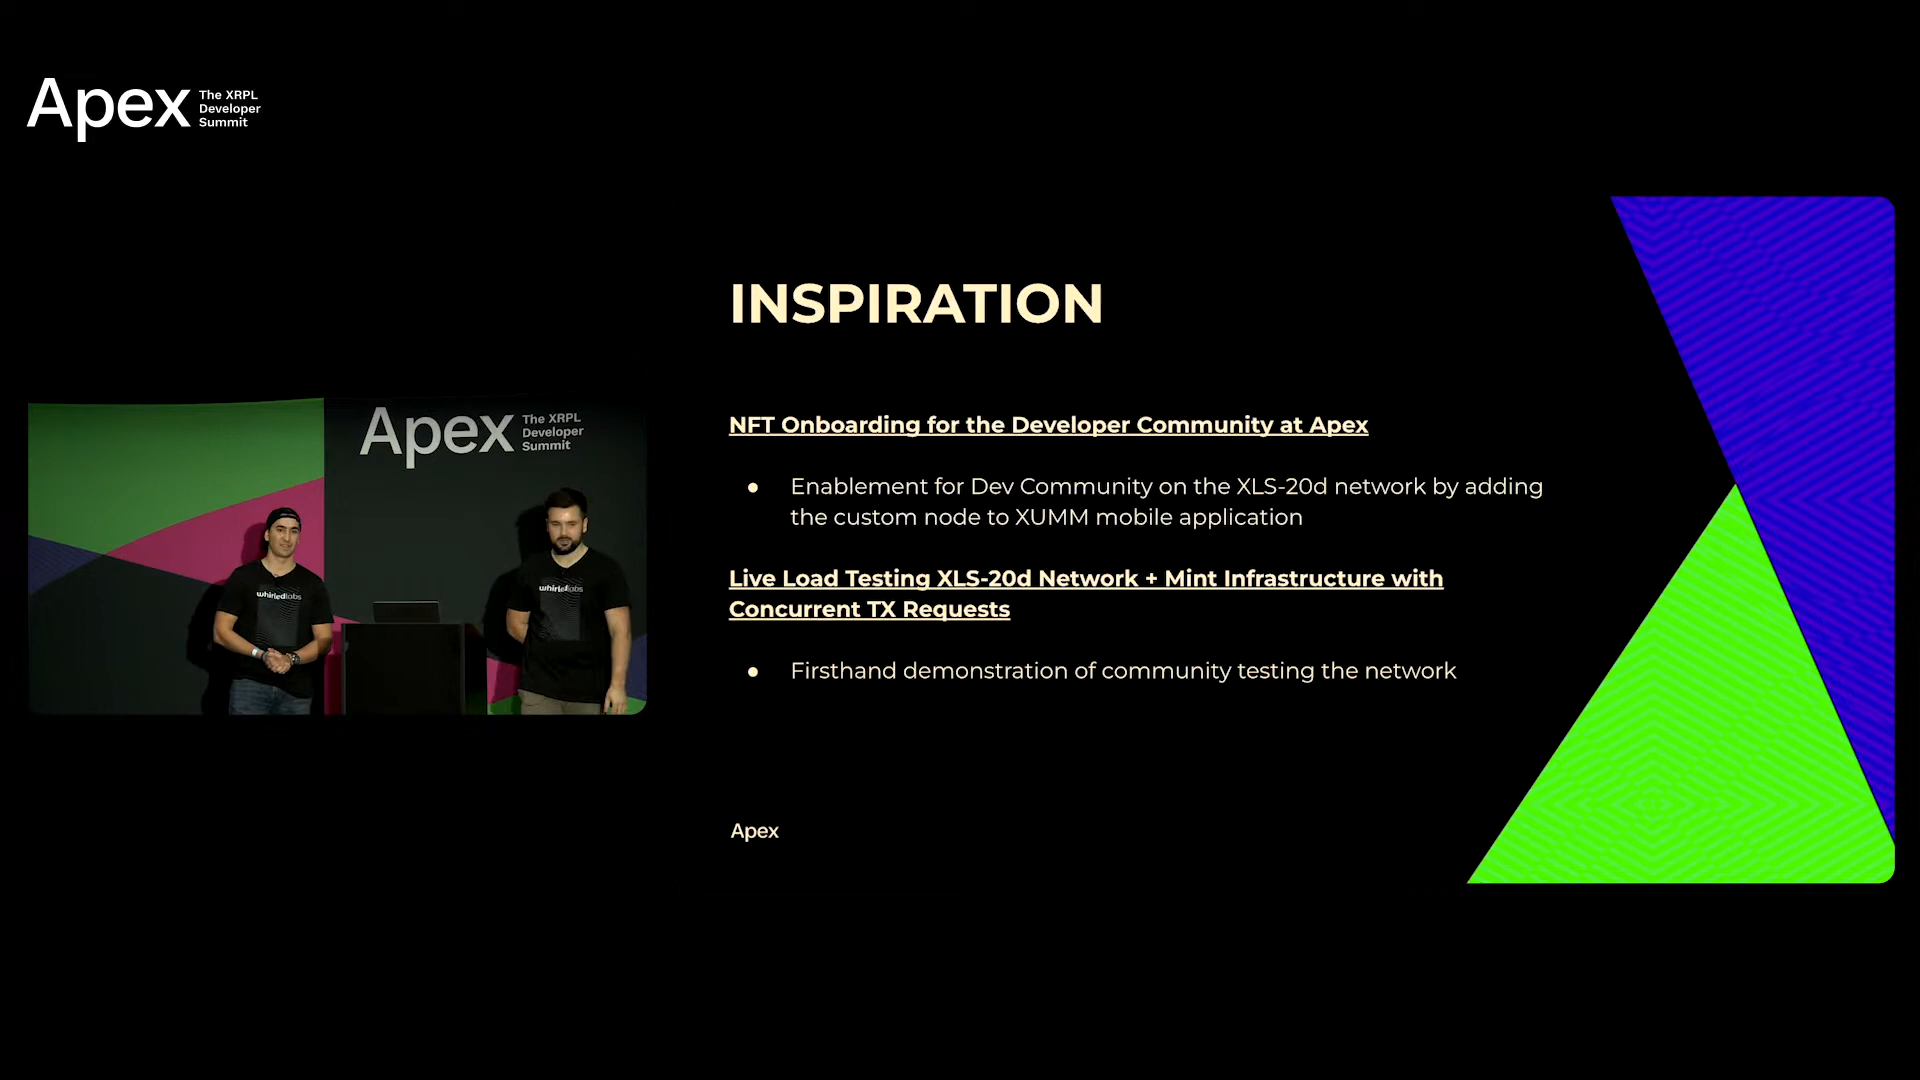 Apex
The XRPL
Developer
Summit
INSPIRATION
NFT Onboarding for the Developer Community at Apex
● Enablement for Dev Community on the XLS-20d network by adding
the custom node to XUMM mobile application
Live Load Testing XLS-20d Network + Mint Infrastructure with
Concurrent TX Requests
● Firsthand demonstration of community testing the network
Apex
Apex
The XRPL
Developer
Summit
whirledlabs
whirledlabs